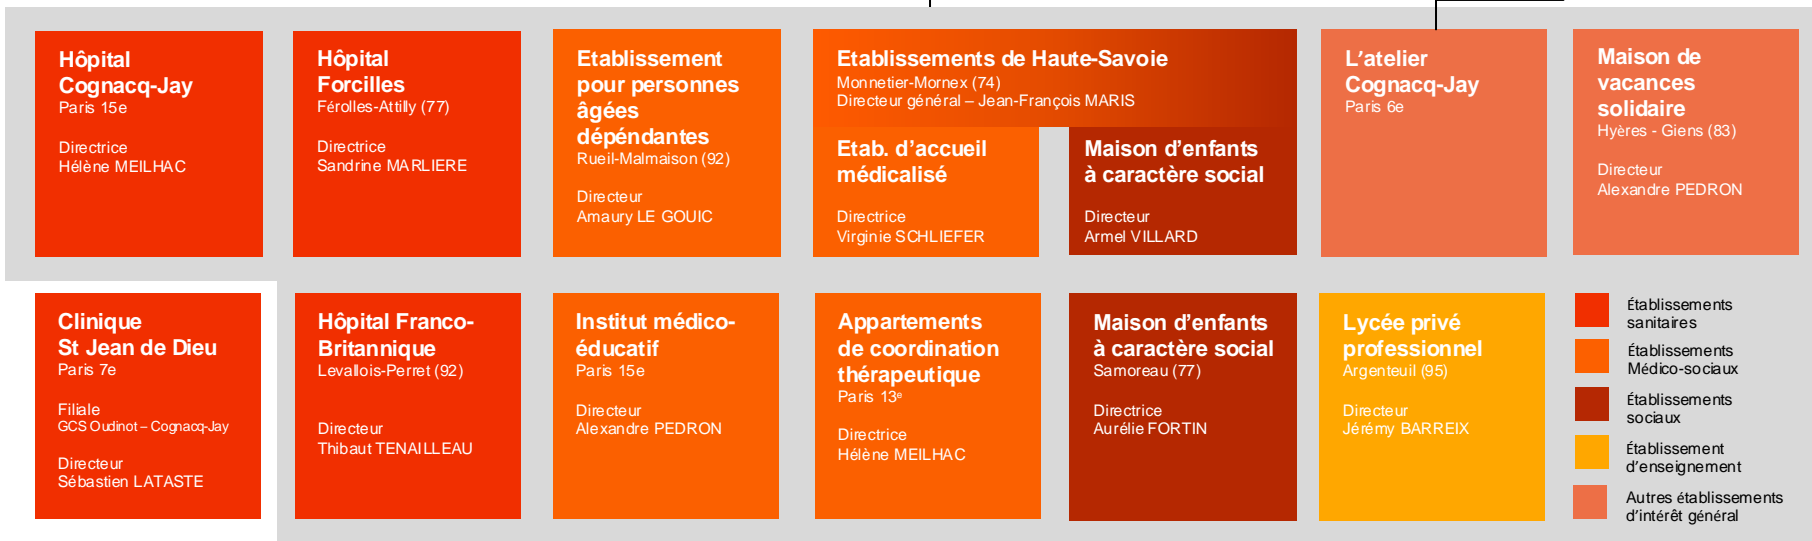 Hôpital
Cognacq-Jay
Paris 15e
Directrice
Hélène MEILHAC
Hôpital
Forcilles
Férolles-Attilly (77)
Directrice
Sandrine MARLIERE
Etablissement
pour personnes
âgées
dépéndantes
Rueil-Malmaison (92)
Directeur
Amaury LE GOUIC
Etablissements de Haute-Savoie
Monnetier-Mornex (74)
Directeur général – Jean-François MARIS
Etab. d’accueil
médicalisé
Directrice
Virginie SCHLIEFER
Maison d’enfants
à caractère social
Directeur
Armel VILLARD
L’atelier
Cognacq-Jay
Paris 6e
Maison de
vacances
solidaire
Hyères - Giens (83)
Directeur
Alexandre PEDRON
Clinique
St Jean de Dieu
Paris 7e
Filiale
GCS Oudinot – Cognacq-Jay
Directeur
Sébastien LATASTE
Hôpital Franco-
Britannique
Levallois-Perret (92)
Directeur
Thibaut TENAILLEAU
Institut médico-
éducatif
Paris 15e
Directeur
Alexandre PEDRON
Appartements
de coordination
thérapeutique
Paris 13e
Directrice
Hélène MEILHAC
Maison d’enfants
à caractère social
Samoreau (77)
Directrice
Aurélie FORTIN
Lycée privé
professionnel
Argenteuil (95)
Directeur
Jérémy BARREIX
Établissements
sanitaires
Établissements
Médico-sociaux
Établissements
sociaux
Établissement
d’enseignement
Autres établissements
d’intérêt général